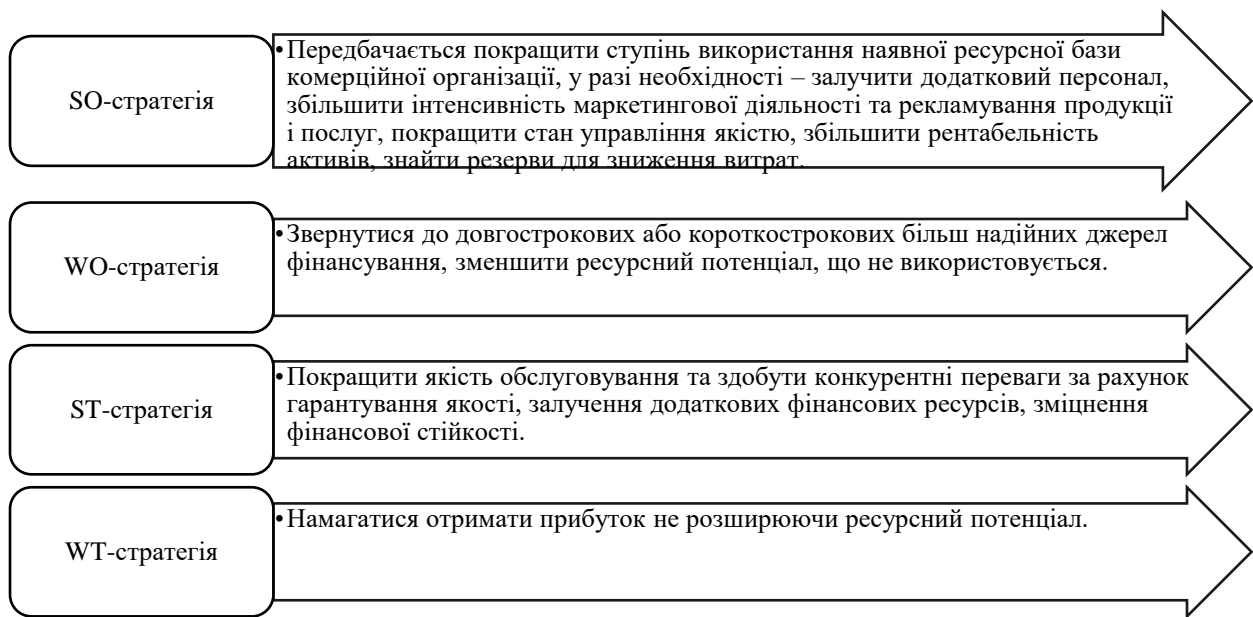 SO-стратегія
•Передбачається покращити ступінь використання наявної ресурсної бази
комерційної організації, у разі необхідності – залучити додатковий персонал,
збільшити інтенсивність маркетингової діяльності та рекламування продукції
і послуг, покращити стан управління якістю, збільшити рентабельність
активів, знайти резерви для зниження витрат.
WO-стратегія
•Звернутися до довгострокових або короткострокових більш надійних джерел
фінансування, зменшити ресурсний потенціал, що не використовується.
ST-стратегія
•Покращити якість обслуговування та здобути конкурентні переваги за рахунок
гарантування якості, залучення додаткових фінансових ресурсів, зміцнення
фінансової стійкості.
WT-стратегія
•Намагатися отримати прибуток не розширюючи ресурсний потенціал.